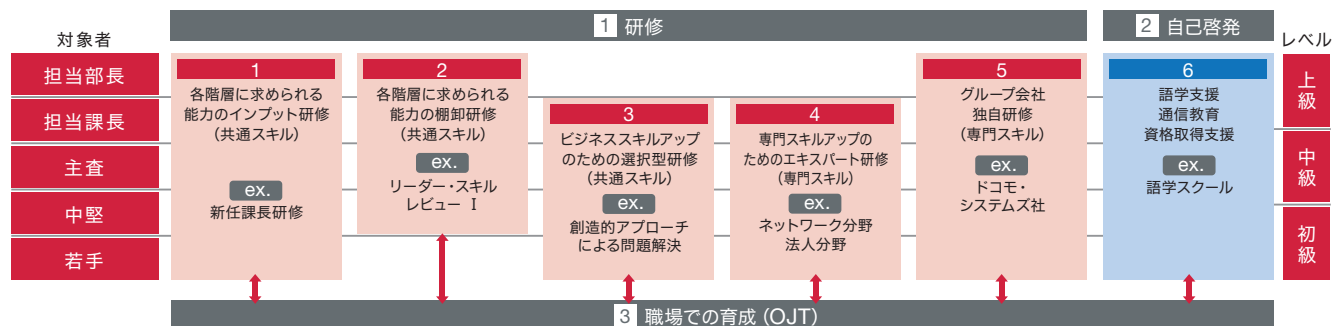 1 研修
2 自己啓発
対象者
レベル
担当部長
担当課長
主査
中堅
若手
1
各階層に求められる
能力のインプット研修
(共通スキル)
ex.
新任課長研修
2
各階層に求められる
能力の棚卸研修
(共通スキル)
ex.
リーダー・スキル
レビュー Ⅰ
3
ビジネススキルアップ
のための選択型研修
(共通スキル)
ex.
創造的アプローチ
による問題解決
4
専門スキルアップの
ためのエキスパート研修
(専門スキル)
ex.
ネットワーク分野
法人分野
5
グループ会社
独自研修
(専門スキル)
ex.
ドコモ・
システムズ社
6
語学支援
通信教育
資格取得支援
ex.
語学スクール
上級
中級
初級
3 職場での育成(OJT)